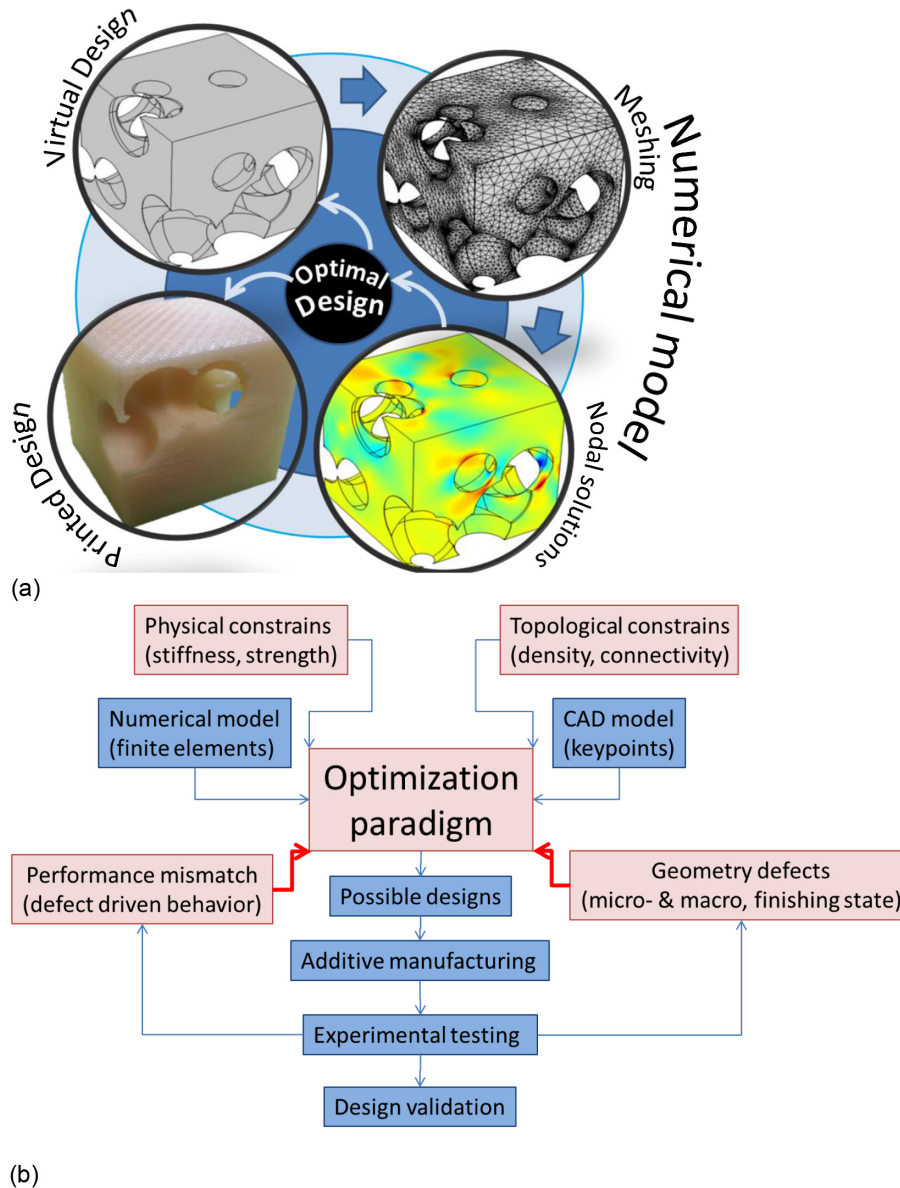 Virtual Design
Meshing
Numerical model
Optimal
Design
Printed Design
Nodal solutions
(a)
Physical constrains
(stiffness, strength)
Topological constrains
(density, connectivity)
Numerical model
(finite elements)
CAD model
(keypoints)
Optimization
paradigm
Performance mismatch
(defect driven behavior)
Geometry defects
(micro- & macro, finishing state)
Possible designs
Additive manufacturing
Experimental testing
Design validation
(b)